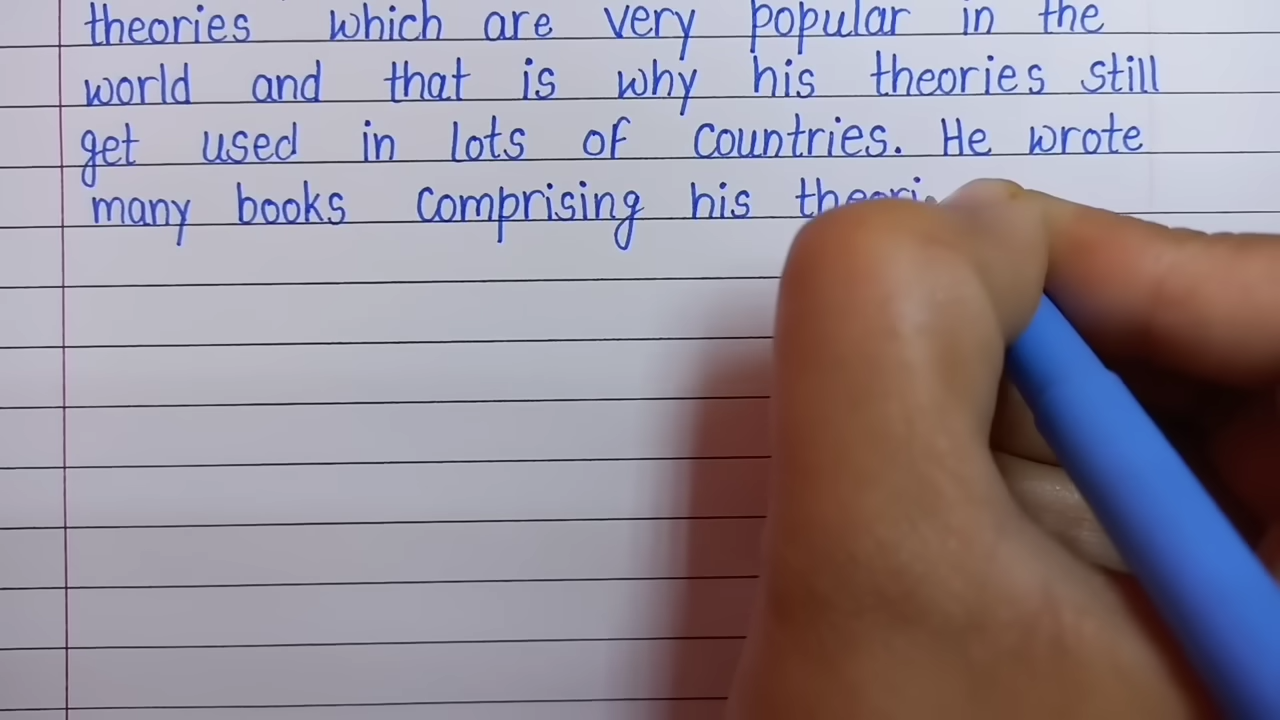 theories which are very popular in the
world and that is why his theories still
get used in lots of countries. He wrote
many books comprising his theori